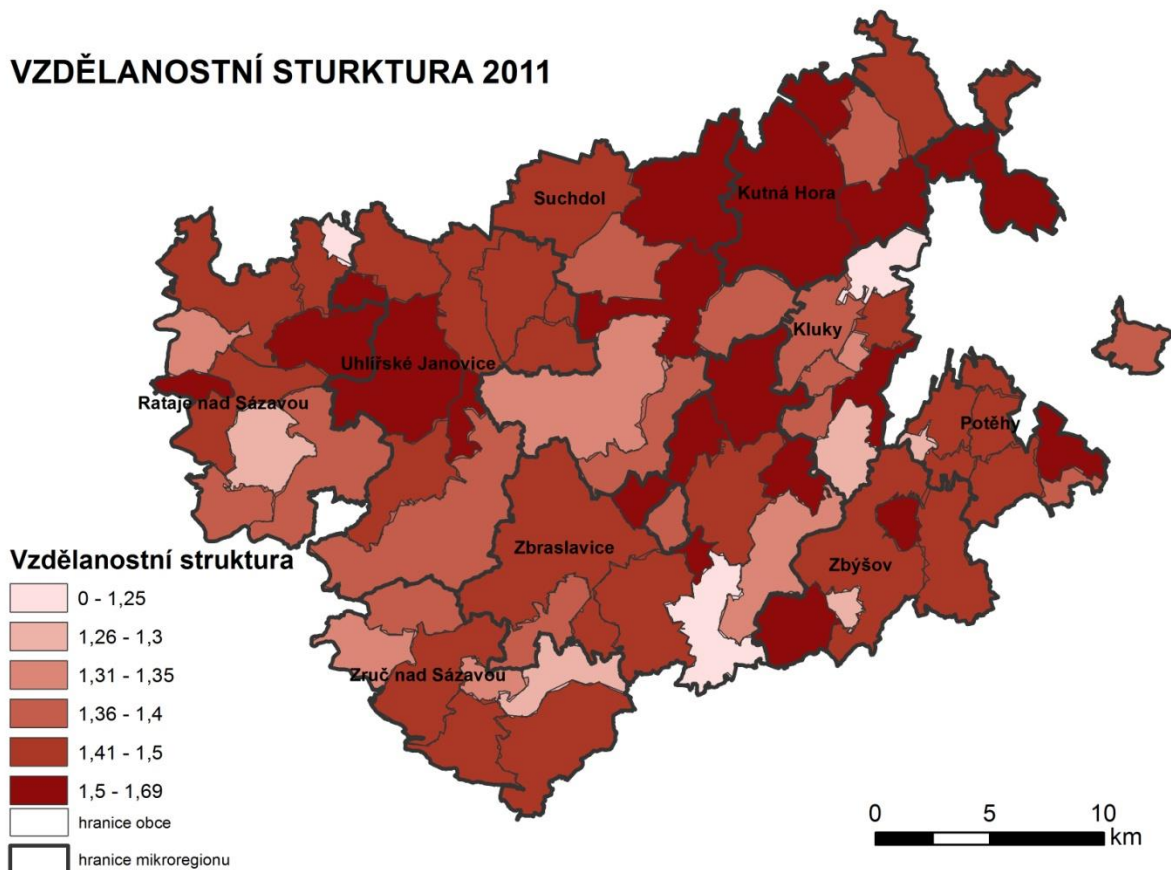 VZDĚLANOSTNÍ STURKTURA 2011
Suchdol
Kutná Hora
Kluky
Uhlířské Janovice
Rataje nad Sázavou
Potěhy
Zbraslavice
Zbýšov
Zruč nad Sázavou
Vzdělanostní struktura
0 - 1,25
1,26 - 1,3
1,31 - 1,35
1,36 - 1,4
1,41 - 1,5
1,5 - 1,69
hranice obce
hranice mikroregionu
0 5 10
km